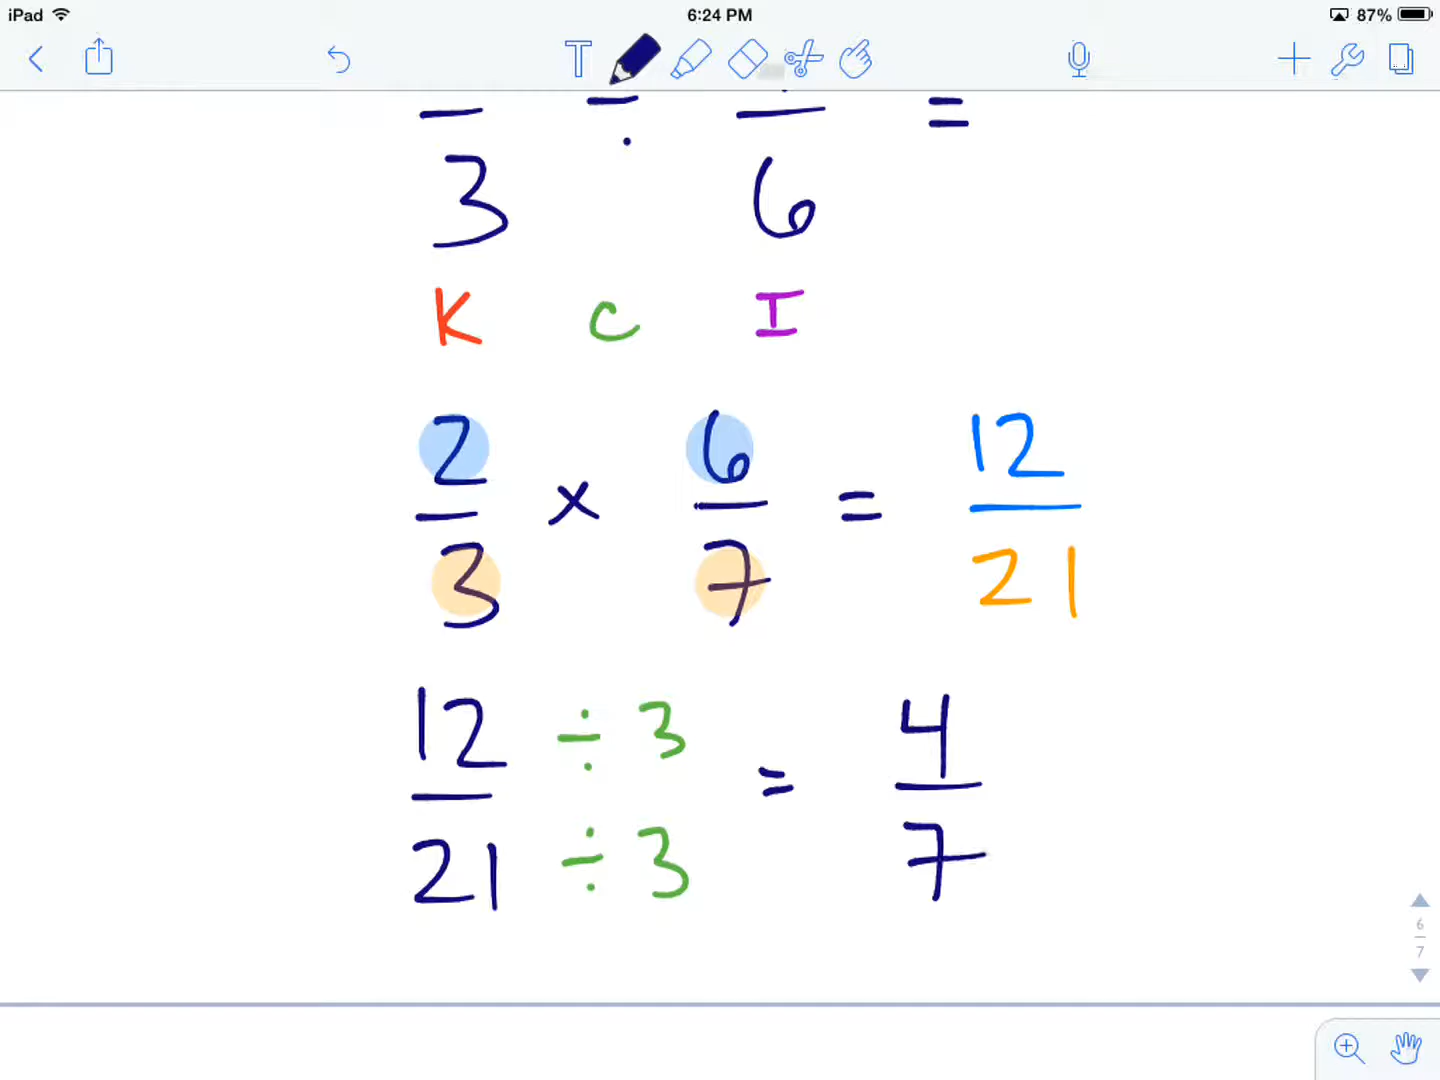 iPad 6:24 PM 87%
T
÷ =
3 6
K C I
2 6 12
— × — = —
3 7 21
12 ÷ 3 4
— = —
21 ÷ 3 7
6
7